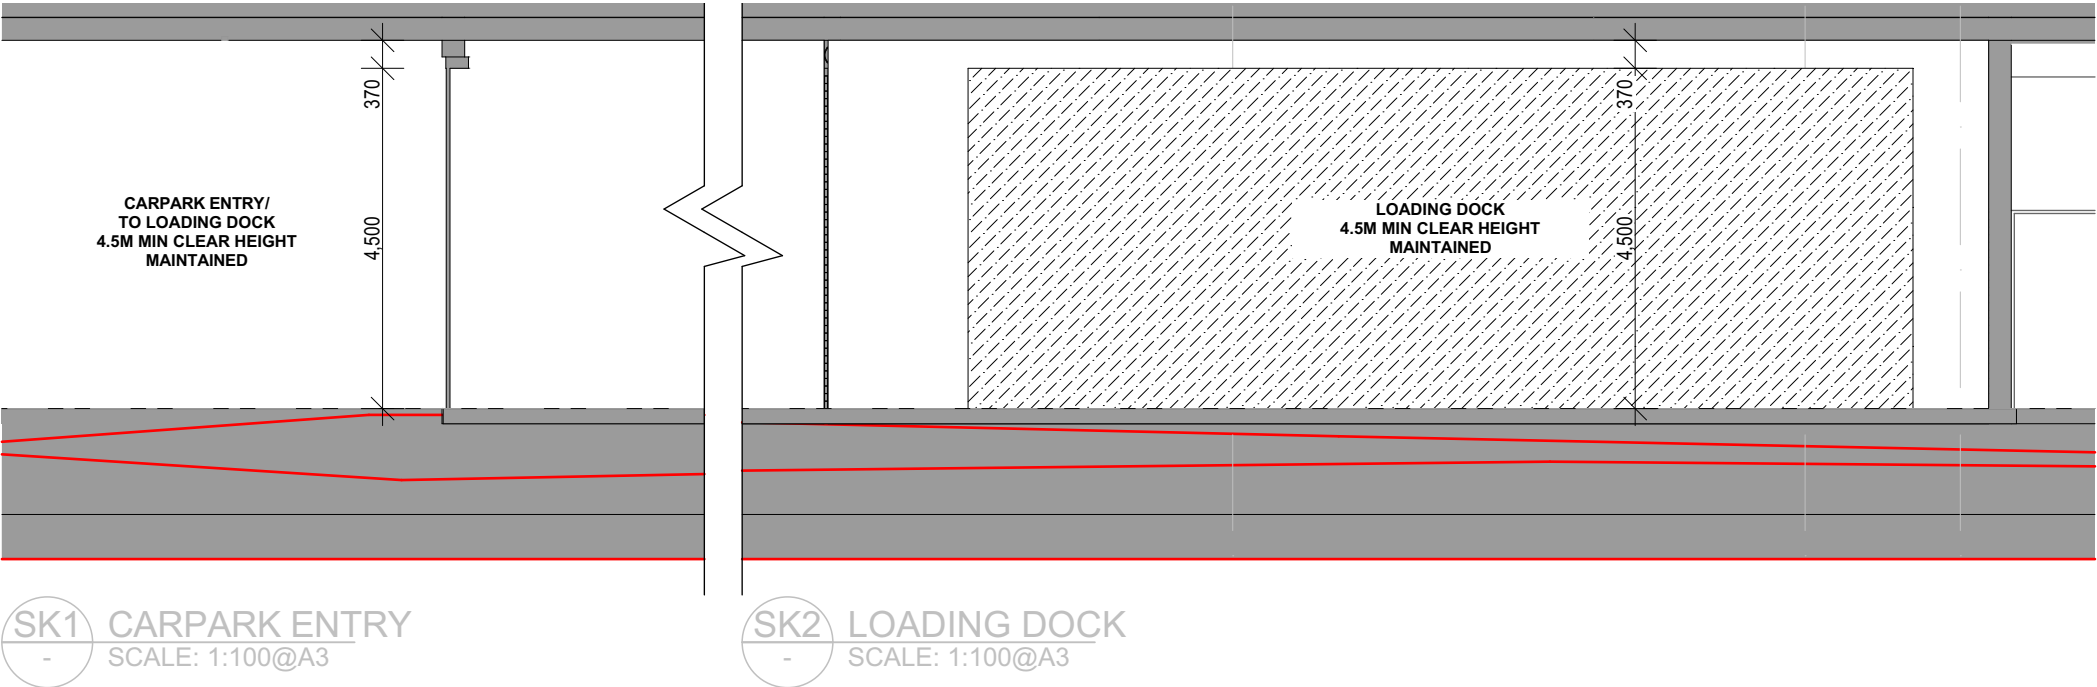 370
4,500
CARPARK ENTRY/
TO LOADING DOCK
4.5M MIN CLEAR HEIGHT
MAINTAINED
370
4,500
LOADING DOCK
4.5M MIN CLEAR HEIGHT
MAINTAINED
SK1
-
CARPARK ENTRY
SCALE: 1:100@A3
SK2
-
LOADING DOCK
SCALE: 1:100@A3